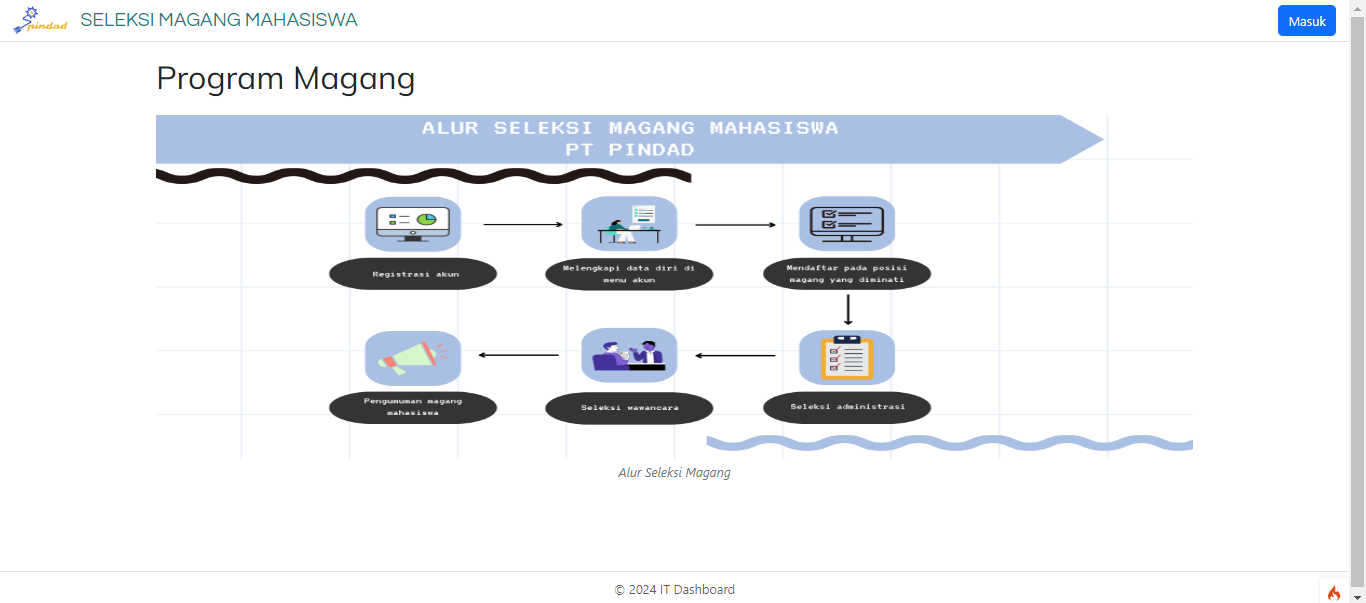 pindad
SELEKSI MAGANG MAHASISWA
Masuk
Program Magang
ALUR SELEKSI MAGANG MAHASISWA
PT PINDAD
Registrasi akun
Melengkapi data diri di
menu akun
Mendaftar pada posisi
magang yang diminati
Pengumuman magang
mahasiswa
Seleksi wawancara
Seleksi administrasi
Alur Seleksi Magang
© 2024 IT Dashboard